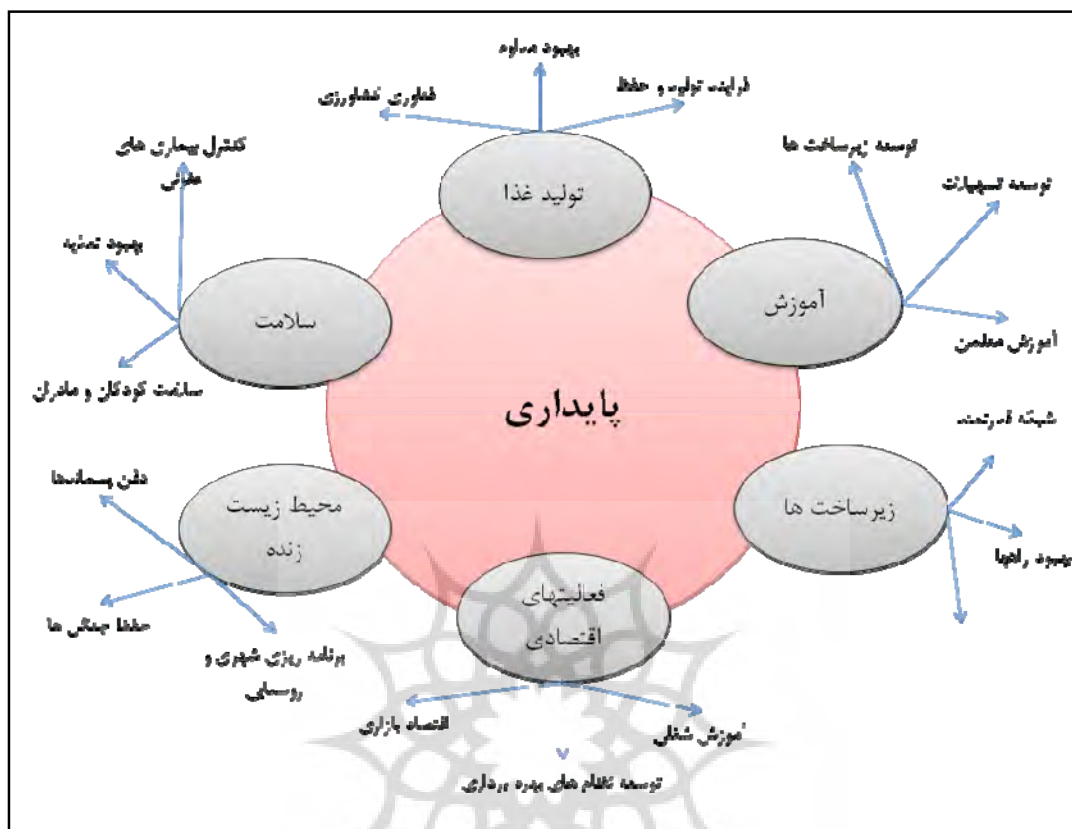 بهبود
فرایند تولید و حفظ
فناوری کشاورزی
تولید غذا
توسعه زیرساخت ها
توسعه تسهیلات
آموزش
آموزش معلمن
کنترل بیماری های
عفونی
بهبود تغذیه
سلامت
سلامت کودکان و مادران
پایداری
شبکه قدرتمند
زیرساخت ها
بهبود راهها
دفن پسماندها
محیط زیست
زنده
حفظ جنگل ها
برنامه ریزی شهری و
روستایی
فعالیتهای
اقتصادی
اقتصاد بازاری
آموزش شغلی
توسعه نظام های بهره برداری